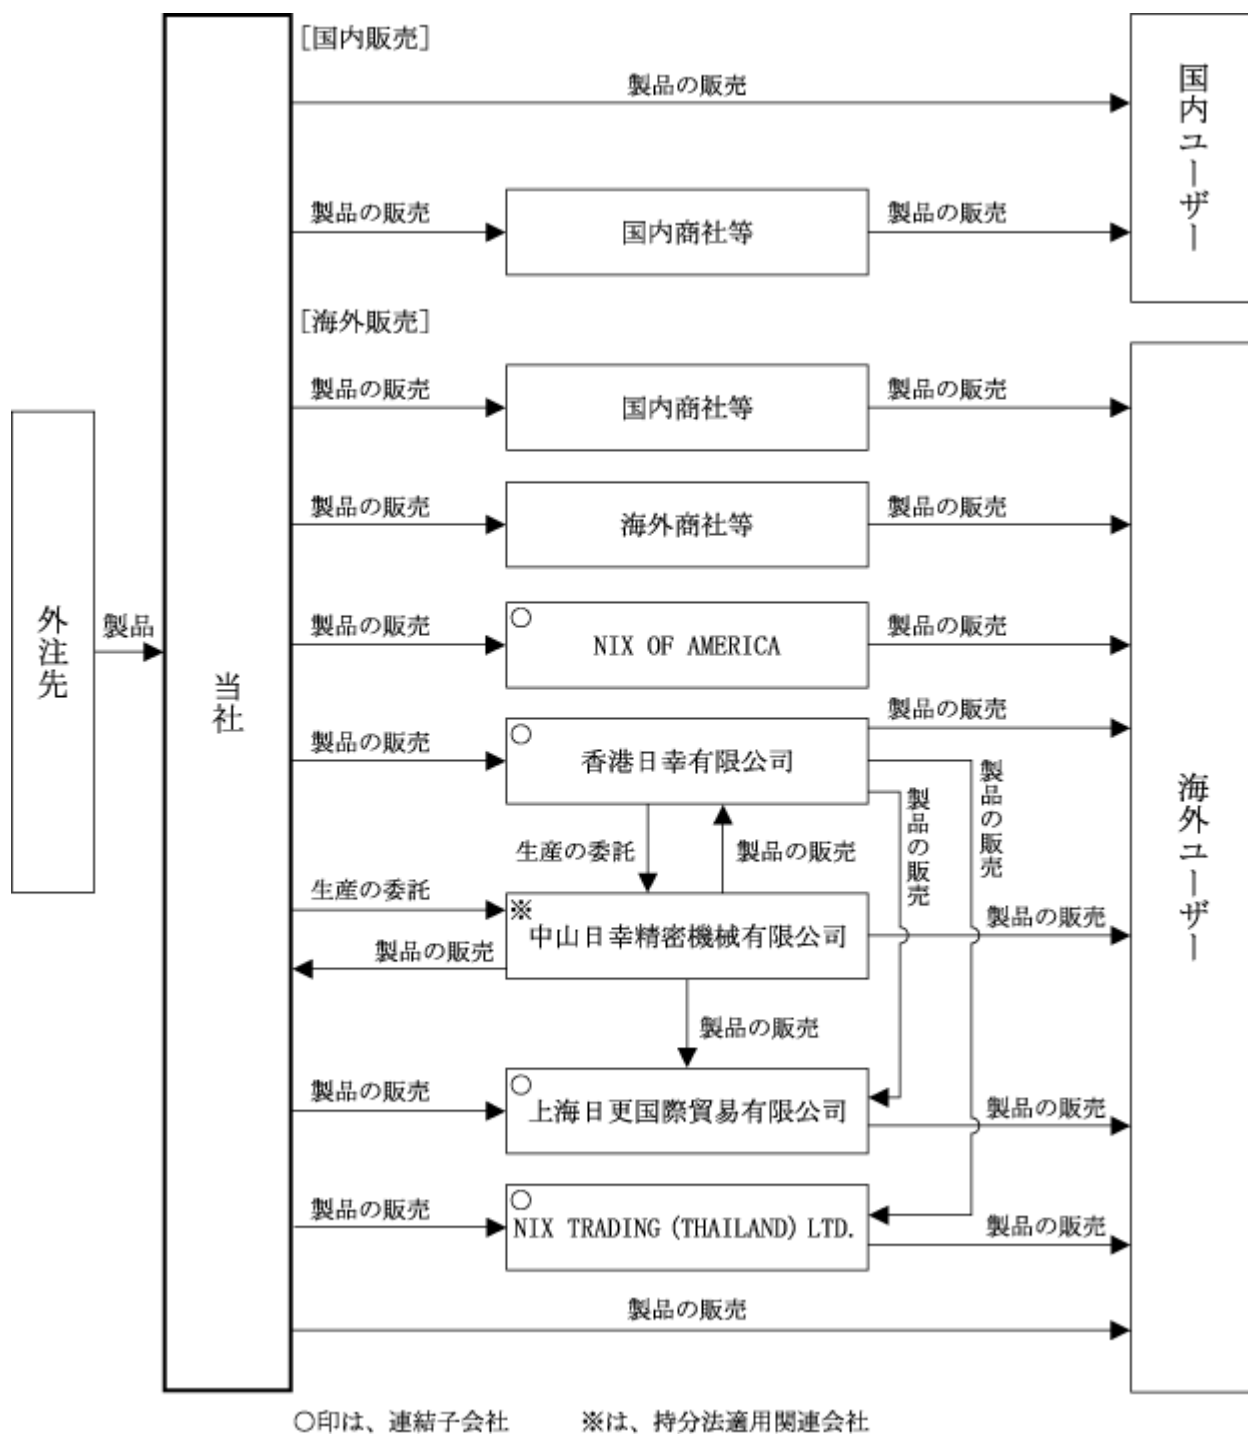 [国内販売]
製品の販売
国内ユーザー
製品の販売
国内商社等
製品の販売
[海外販売]
製品の販売
国内商社等
製品の販売
製品の販売
海外商社等
製品の販売
外注先
製品
当社
製品の販売
○
NIX OF AMERICA
製品の販売
製品の販売
○
香港日幸有限公司
製品の販売
製品の販売
製品の販売
海外ユーザー
生産の委託
製品の販売
生産の委託
※
中山日幸精密機械有限公司
製品の販売
製品の販売
製品の販売
製品の販売
○
上海日更国際貿易有限公司
製品の販売
製品の販売
○
NIX TRADING (THAILAND) LTD.
製品の販売
製品の販売
○印は、連結子会社 ※は、持分法適用関連会社